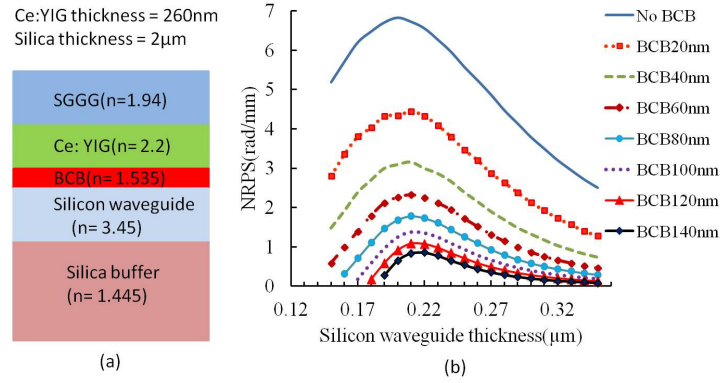 Ce:YIG thickness = 260nm
Silica thickness = 2µm
SGGG(n=1.94)
Ce: YIG(n= 2.2)
BCB(n= 1.535)
Silicon waveguide
(n= 3.45)
Silica buffer
(n= 1.445)
(a)
NRPS(rad/mm)
7
6
5
4
3
2
1
0
0.12
0.17
0.22
0.27
0.32
Silicon waveguide thickness(µm)
(b)
No BCB
BCB20nm
BCB40nm
BCB60nm
BCB80nm
BCB100nm
BCB120nm
BCB140nm